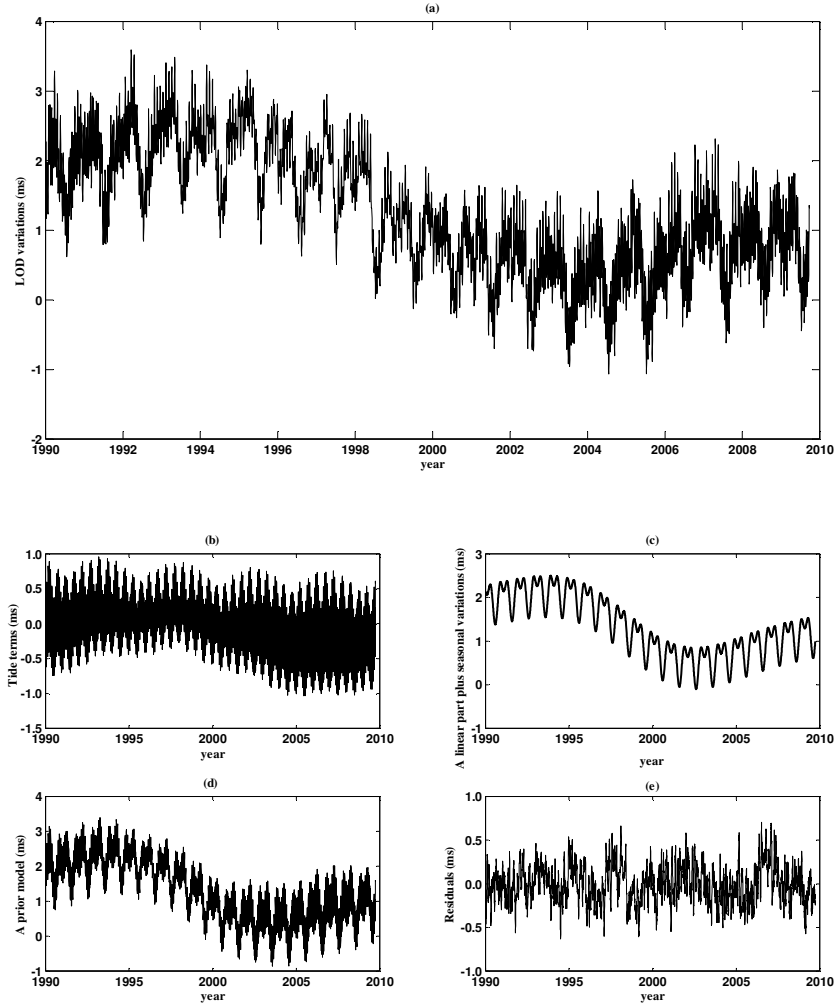 (a)
4
3
2
1
0
-1
-2
LOD variations (ms)
1990 1992 1994 1996 1998 2000 2002 2004 2006 2008 2010
year
(b)
1.0
0.5
0.0
-0.5
-1.0
-1.5
Tide terms (ms)
1990 1995 2000 2005 2010
year
(c)
3
2
1
0
-1
A linear part plus seasonal variations (ms)
1990 1995 2000 2005 2010
year
(d)
4
3
2
1
0
-1
A prior model (ms)
1990 1995 2000 2005 2010
year
(e)
1.0
0.5
0.0
-0.5
-1.0
Residuals (ms)
1990 1995 2000 2005 2010
year